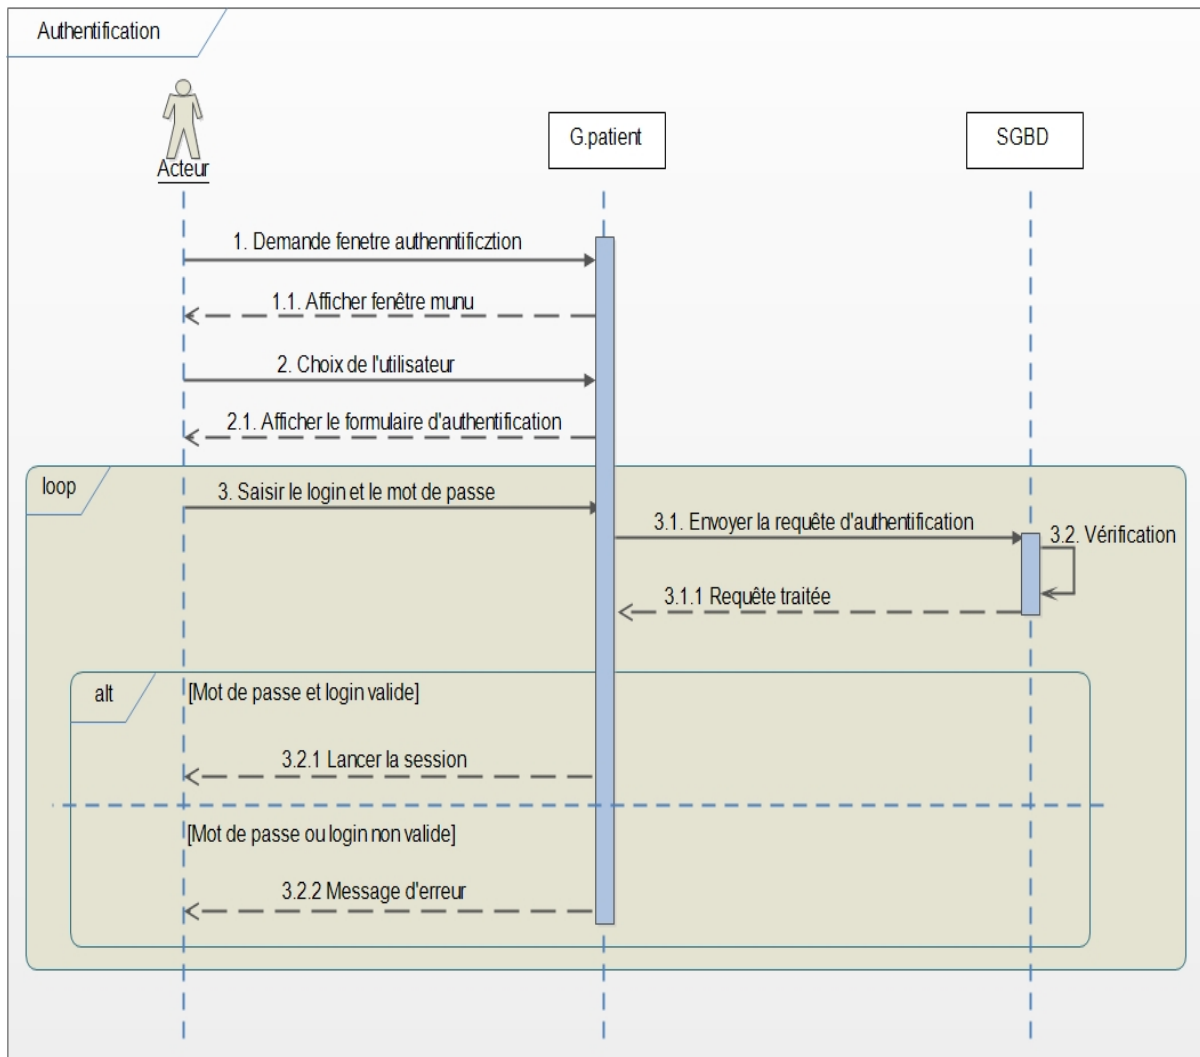 Authentification
Acteur
G.patient
SGBD
1. Demande fenetre authenntificztion
1.1. Afficher fenêtre munu
2. Choix de l'utilisateur
2.1. Afficher le formulaire d'authentification
loop
3. Saisir le login et le mot de passe
3.1. Envoyer la requête d'authentification
3.2. Vérification
3.1.1 Requête traitée
alt
[Mot de passe et login valide]
3.2.1 Lancer la session
[Mot de passe ou login non valide]
3.2.2 Message d'erreur